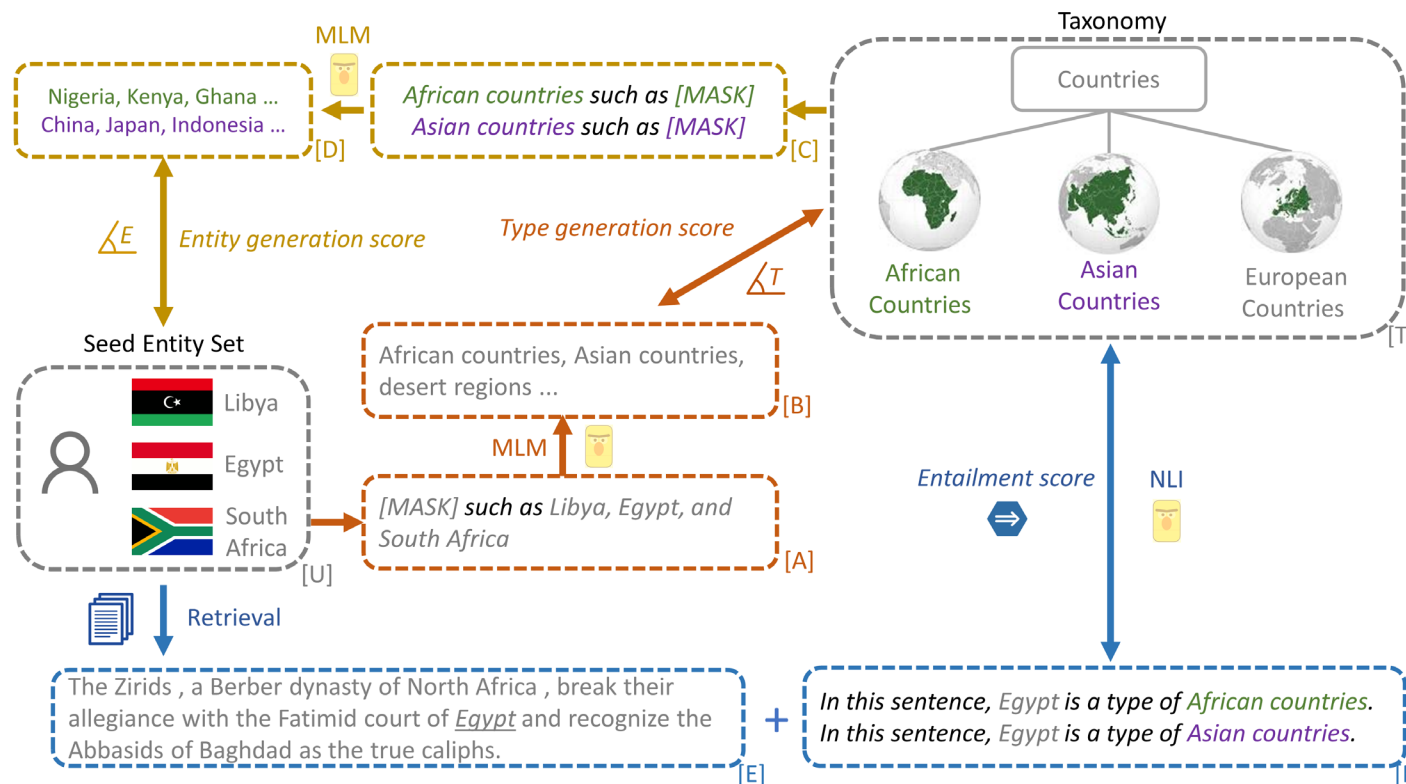 Taxonomy
Countries
African
Countries
Asian
Countries
European
Countries
[T
African countries such as [MASK]
Asian countries such as [MASK]
[C]
MLM
Nigeria, Kenya, Ghana ...
China, Japan, Indonesia ...
[D]
E
Entity generation score
Type generation score
T
Seed Entity Set
Libya
Egypt
South
Africa
[U]
African countries, Asian countries,
desert regions ...
[B]
MLM
[MASK] such as Libya, Egypt, and
South Africa
[A]
Entailment score
⇒
NLI
Retrieval
The Zirids , a Berber dynasty of North Africa , break their
allegiance with the Fatimid court of Egypt and recognize the
Abbasids of Baghdad as the true caliphs.
[E]
+
In this sentence, Egypt is a type of African countries.
In this sentence, Egypt is a type of Asian countries.